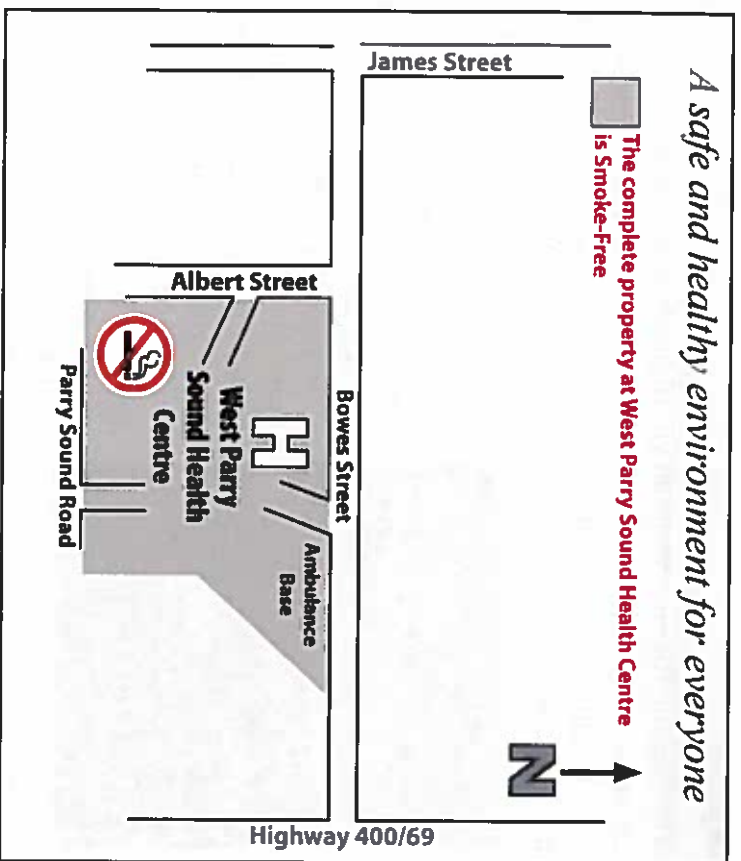 A safe and healthy environment for everyone
The complete property at West Parry Sound Health Centre
is Smoke-Free
N
James Street
Bowes Street
Albert Street
H
West Parry
Sound Health
Centre
Ambulance
Base
Parry Sound Road
Highway 400/69